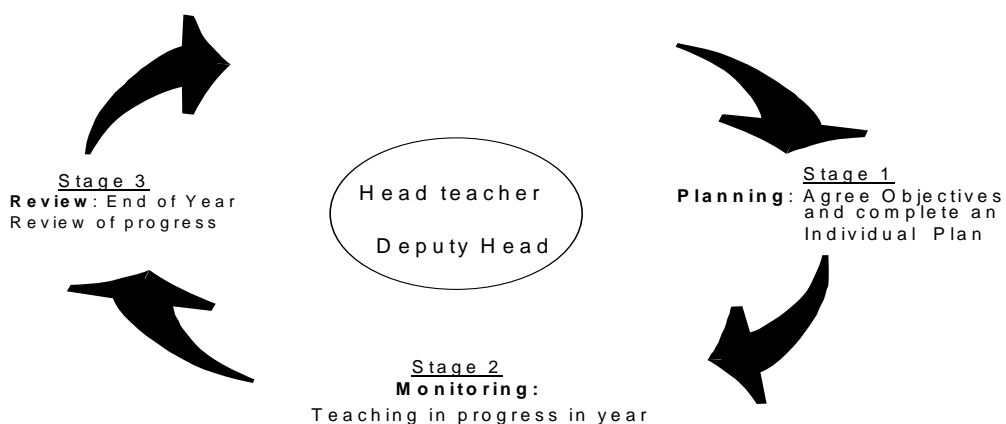 Stage 1
Planning: Agree Objectives
and complete an
Individual Plan
Stage 2
Monitoring:
Teaching in progress in year
Stage 3
Review: End of Year
Review of progress
Head teacher
Deputy Head